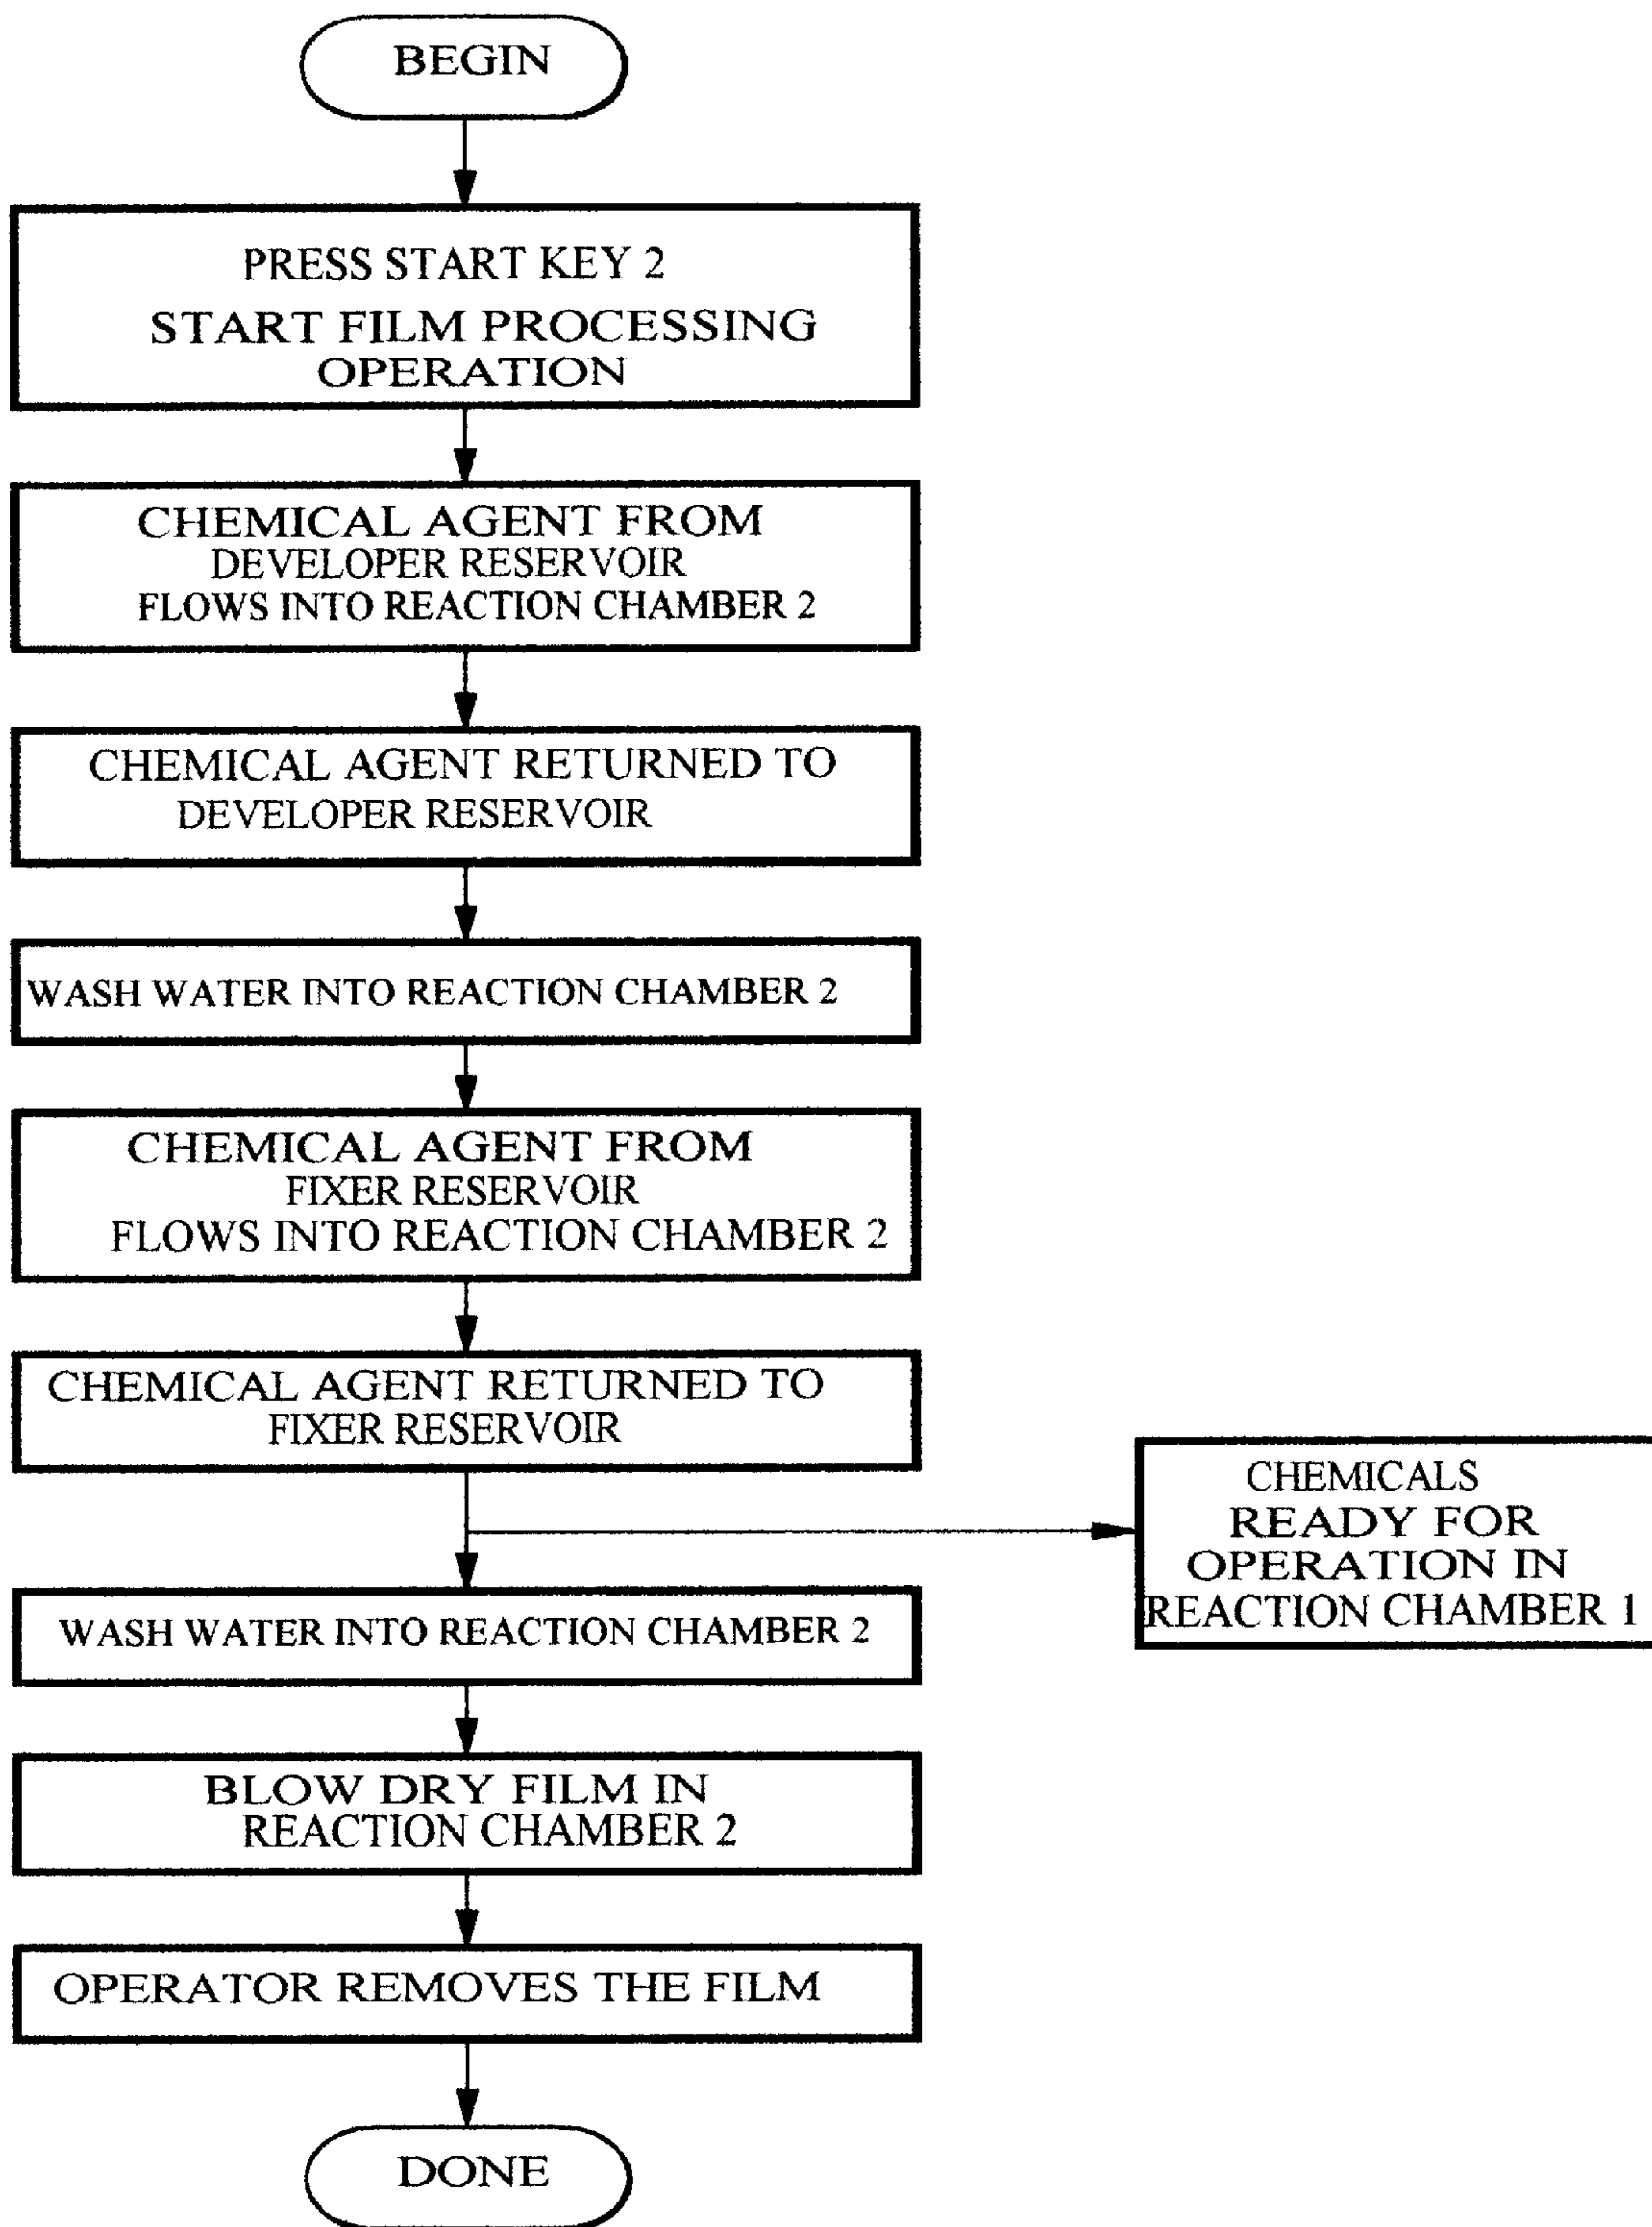 BEGIN
PRESS START KEY 2
START FILM PROCESSING
OPERATION
CHEMICAL AGENT FROM
DEVELOPER RESERVOIR
FLOWS INTO REACTION CHAMBER 2
CHEMICAL AGENT RETURNED TO
DEVELOPER RESERVOIR
WASH WATER INTO REACTION CHAMBER 2
CHEMICAL AGENT FROM
FIXER RESERVOIR
FLOWS INTO REACTION CHAMBER 2
CHEMICAL AGENT RETURNED TO
FIXER RESERVOIR
CHEMICALS
READY FOR
OPERATION IN
REACTION CHAMBER 1
WASH WATER INTO REACTION CHAMBER 2
BLOW DRY FILM IN
REACTION CHAMBER 2
OPERATOR REMOVES THE FILM
DONE